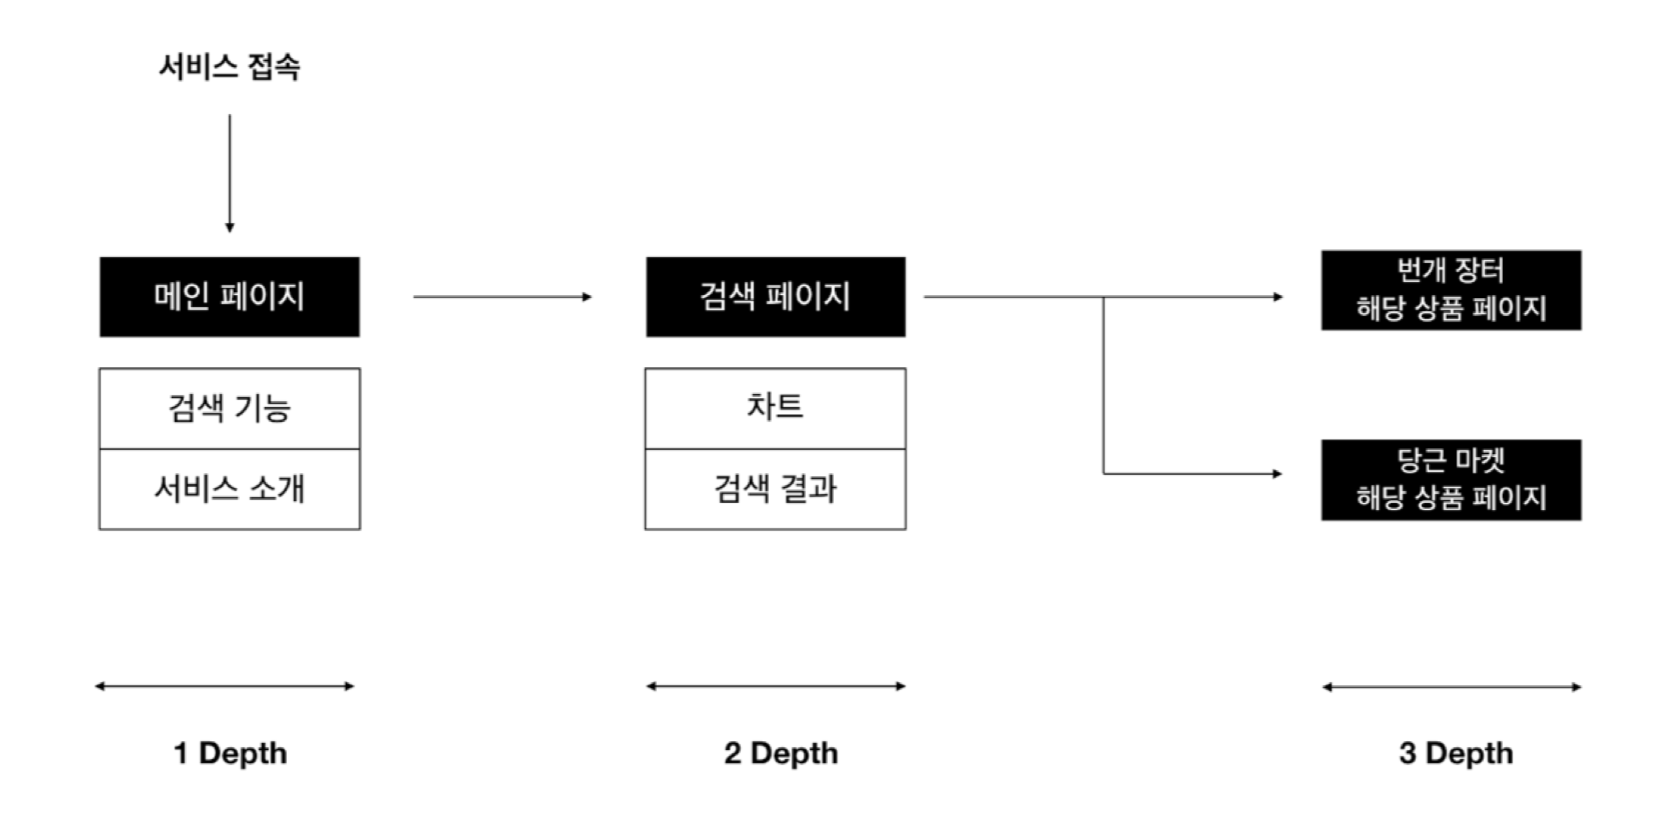 서비스 접속
메인 페이지
검색 기능
서비스 소개
검색 페이지
차트
검색 결과
번개 장터
해당 상품 페이지
당근 마켓
해당 상품 페이지
1 Depth
2 Depth
3 Depth